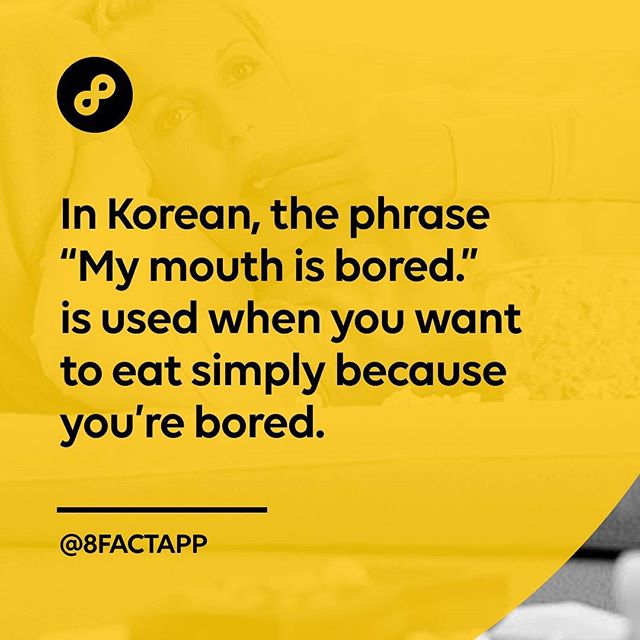 In Korean, the phrase
“My mouth is bored.”
is used when you want
to eat simply because
you’re bored.
@8FACTAPP